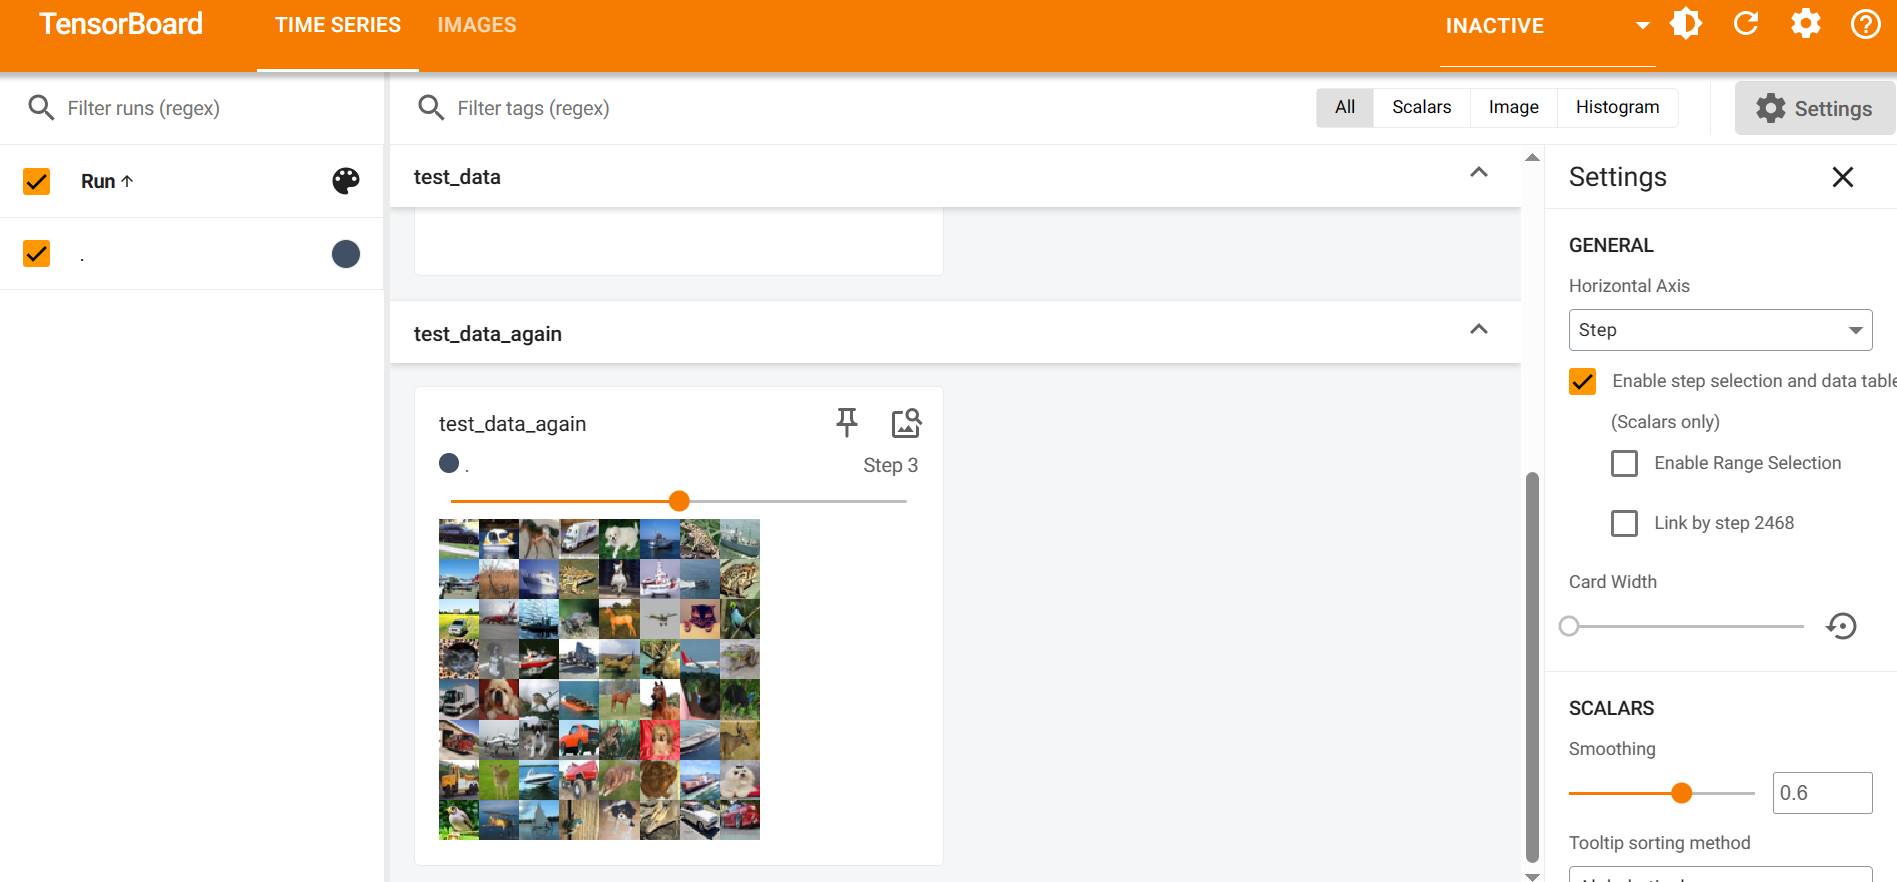 TensorBoard
TIME SERIES
IMAGES
INACTIVE
Filter runs (regex)
Filter tags (regex)
All
Scalars
Image
Histogram
Settings
Run
.
test_data
test_data_again
test_data_again
.
Step 3
Settings
GENERAL
Horizontal Axis
Step
Enable step selection and data table
(Scalars only)
Enable Range Selection
Link by step 2468
Card Width
SCALARS
Smoothing
0.6
Tooltip sorting method